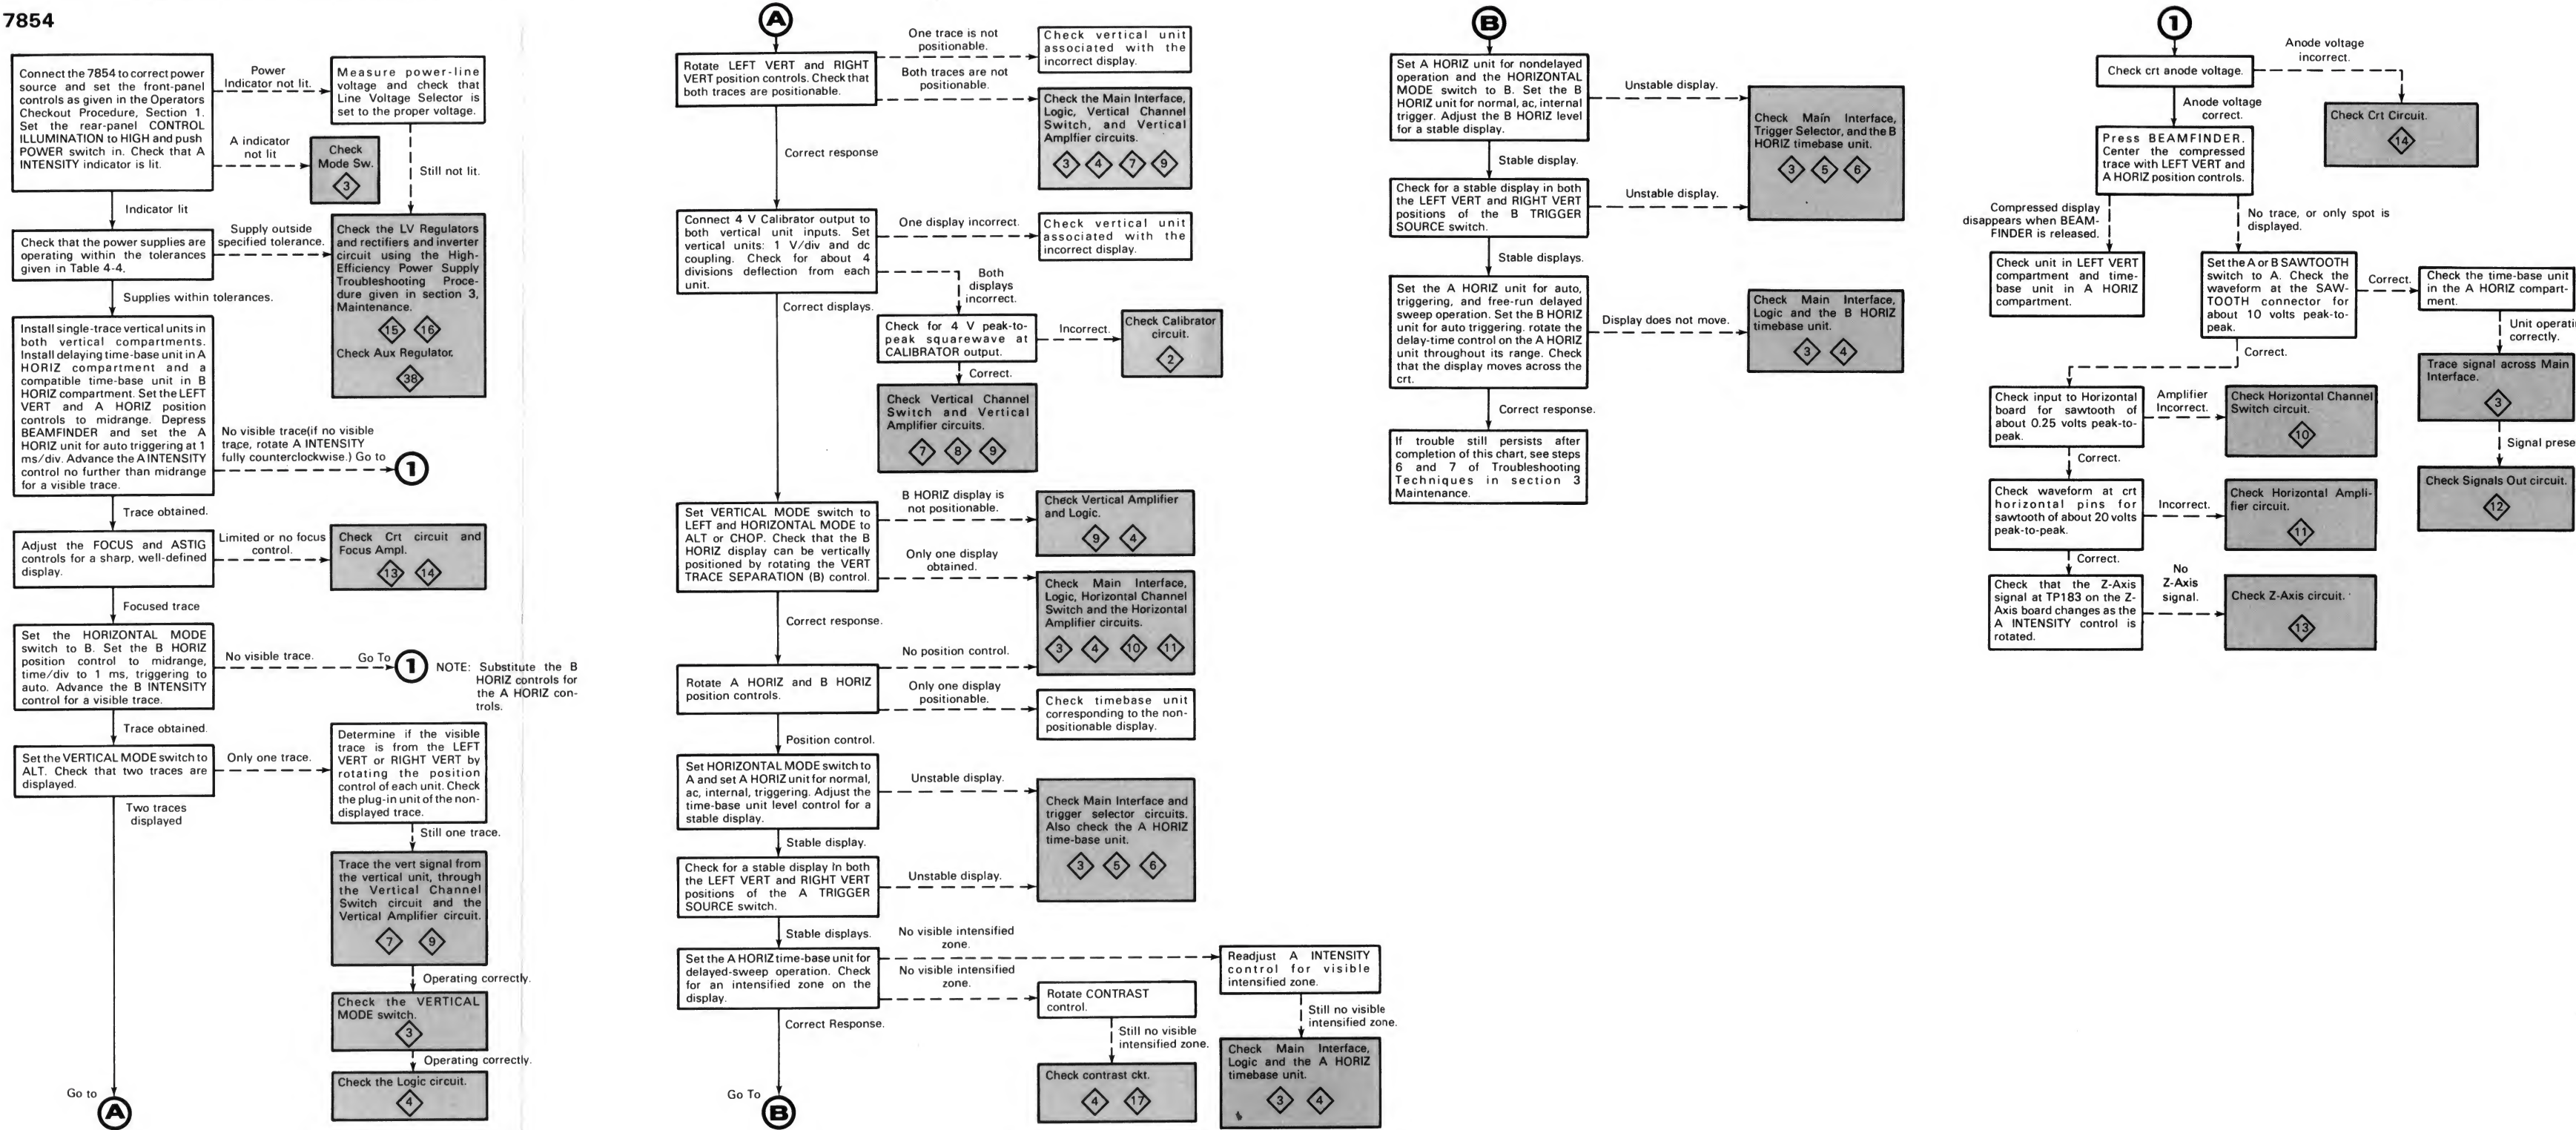 7854
Connect the 7854 to correct power
source and set the front-panel
controls as given in the Operators
Checkout Procedure, Section 1.
Set the rear-panel CONTROL
ILLUMINATION to HIGH and push
POWER switch in. Check that A
INTENSITY indicator is lit.
Power
Indicator not lit.
Measure power-line
voltage and check that
Line Voltage Selector is
set to the proper voltage.
A indicator
not lit
Check
Mode Sw.
3
Still not lit.
Indicator lit
Check that the power supplies are
operating within the tolerances
given in Table 4-4.
Supply outside
specified tolerance.
Check the LV Regulators
and rectifiers and inverter
circuit using the High-
Efficiency Power Supply
Troubleshooting Proce-
dure given in section 3,
Maintenance.
15 16
Check Aux Regulator.
38
Supplies within tolerances.
Install single-trace vertical units in
both vertical compartments.
Install delaying time-base unit in A
HORIZ compartment and a
compatible time-base unit in B
HORIZ compartment. Set the LEFT
VERT and A HORIZ position
controls to midrange. Depress
BEAMFINDER and set the A
HORIZ unit for auto triggering at 1
ms/div. Advance the A INTENSITY
control no further than midrange
for a visible trace.
No visible trace(if no visible
trace, rotate A INTENSITY
fully counterclockwise.) Go to
1
Trace obtained.
Adjust the FOCUS and ASTIG
controls for a sharp, well-defined
display.
Limited or no focus
control.
Check Crt circuit and
Focus Ampl.
13 14
Focused trace
Set the HORIZONTAL MODE
switch to B. Set the B HORIZ
position control to midrange,
time/div to 1 ms, triggering to
auto. Advance the B INTENSITY
control for a visible trace.
No visible trace.
Go To
1
NOTE: Substitute the B
HORIZ controls for
the A HORIZ con-
trols.
Trace obtained.
Set the VERTICAL MODE switch to
ALT. Check that two traces are
displayed.
Only one trace.
Determine if the visible
trace is from the LEFT
VERT or RIGHT VERT by
rotating the position
control of each unit. Check
the plug-in unit of the non-
displayed trace.
Two traces
displayed
Still one trace.
Trace the vert signal from
the vertical unit, through
the Vertical Channel
Switch circuit and the
Vertical Amplifier circuit.
7 9
Operating correctly.
Check the VERTICAL
MODE switch.
3
Operating correctly.
Check the Logic circuit.
4
Go to
A
A
Rotate LEFT VERT and RIGHT
VERT position controls. Check that
both traces are positionable.
One trace is not
positionable.
Check vertical unit
associated with the
incorrect display.
Both traces are not
positionable.
Check the Main Interface,
Logic, Vertical Channel
Switch, and Vertical
Amplfier circuits.
3 4 7 9
Correct response
Connect 4 V Calibrator output to
both vertical unit inputs. Set
vertical units: 1 V/div and dc
coupling. Check for about 4
divisions deflection from each
unit.
One display incorrect.
Check vertical unit
associated with the
incorrect display.
Both
displays
incorrect.
Correct displays.
Check for 4 V peak-to-
peak squarewave at
CALIBRATOR output.
Incorrect.
Check Calibrator
circuit.
2
Correct.
Check Vertical Channel
Switch and Vertical
Amplifier circuits.
7 8 9
Set VERTICAL MODE switch to
LEFT and HORIZONTAL MODE to
ALT or CHOP. Check that the B
HORIZ display can be vertically
positioned by rotating the VERT
TRACE SEPARATION (B) control.
B HORIZ display is
not positionable.
Check Vertical Amplifier
and Logic.
9 4
Only one display
obtained.
Check Main Interface,
Logic, Horizontal Channel
Switch and the Horizontal
Amplifier circuits.
3 4 10 11
Correct response.
No position control.
Rotate A HORIZ and B HORIZ
position controls.
Only one display
positionable.
Check timebase unit
corresponding to the non-
positionable display.
Position control.
Set HORIZONTAL MODE switch to
A and set A HORIZ unit for normal,
ac, internal, triggering. Adjust the
time-base unit level control for a
stable display.
Unstable display.
Check Main Interface and
trigger selector circuits.
Also check the A HORIZ
time-base unit.
3 5 6
Stable display.
Check for a stable display In both
the LEFT VERT and RIGHT VERT
positions of the A TRIGGER
SOURCE switch.
Unstable display.
Stable displays.
Set the A HORIZ time-base unit for
delayed-sweep operation. Check
for an intensified zone on the
display.
No visible intensified
zone.
No visible intensified
zone.
Readjust A INTENSITY
control for visible
intensified zone.
Rotate CONTRAST
control.
Still no visible
intensified zone.
Still no visible
intensified zone.
Check contrast ckt.
4 17
Check Main Interface,
Logic and the A HORIZ
timebase unit.
3 4
Correct Response.
Go To
B
B
Set A HORIZ unit for nondelayed
operation and the HORIZONTAL
MODE switch to B. Set the B
HORIZ unit for normal, ac, internal
trigger. Adjust the B HORIZ level
for a stable display.
Unstable display.
Check Main Interface,
Trigger Selector, and the B
HORIZ timebase unit.
3 5 6
Stable display.
Check for a stable display in both
the LEFT VERT and RIGHT VERT
positions of the B TRIGGER
SOURCE switch.
Unstable display.
Stable displays.
Set the A HORIZ unit for auto,
triggering, and free-run delayed
sweep operation. Set the B HORIZ
unit for auto triggering. rotate the
delay-time control on the A HORIZ
unit throughout its range. Check
that the display moves across the
crt.
Display does not move.
Check Main Interface,
Logic and the B HORIZ
timebase unit.
3 4
Correct response.
If trouble still persists after
completion of this chart, see steps
6 and 7 of Troubleshooting
Techniques in section 3
Maintenance.
1
Check crt anode voltage.
Anode voltage
incorrect.
Check Crt Circuit.
14
Anode voltage
correct.
Press BEAMFINDER.
Center the compressed
trace with LEFT VERT and
A HORIZ position controls.
Compressed display
disappears when BEAM-
FINDER is released.
No trace, or only spot is
displayed.
Check unit in LEFT VERT
compartment and time-
base unit in A HORIZ
compartment.
Set the A or B SAWTOOTH
switch to A. Check the
waveform at the SAW-
TOOTH connector for
about 10 volts peak-to-
peak.
Correct.
Check the time-base unit
in the A HORIZ compart-
ment.
Unit operati
correctly.
Correct.
Trace signal across Main
Interface.
3
Signal prese
Check Signals Out circuit.
12
Check input to Horizontal
board for sawtooth of
about 0.25 volts peak-to-
peak.
Amplifier
Incorrect.
Check Horizontal Channel
Switch circuit.
10
Correct.
Check waveform at crt
horizontal pins for
sawtooth of about 20 volts
peak-to-peak.
Incorrect.
Check Horizontal Ampli-
fier circuit.
11
Correct.
Check that the Z-Axis
signal at TP183 on the Z-
Axis board changes as the
A INTENSITY control is
rotated.
No
Z-Axis
signal.
Check Z-Axis circuit.
13